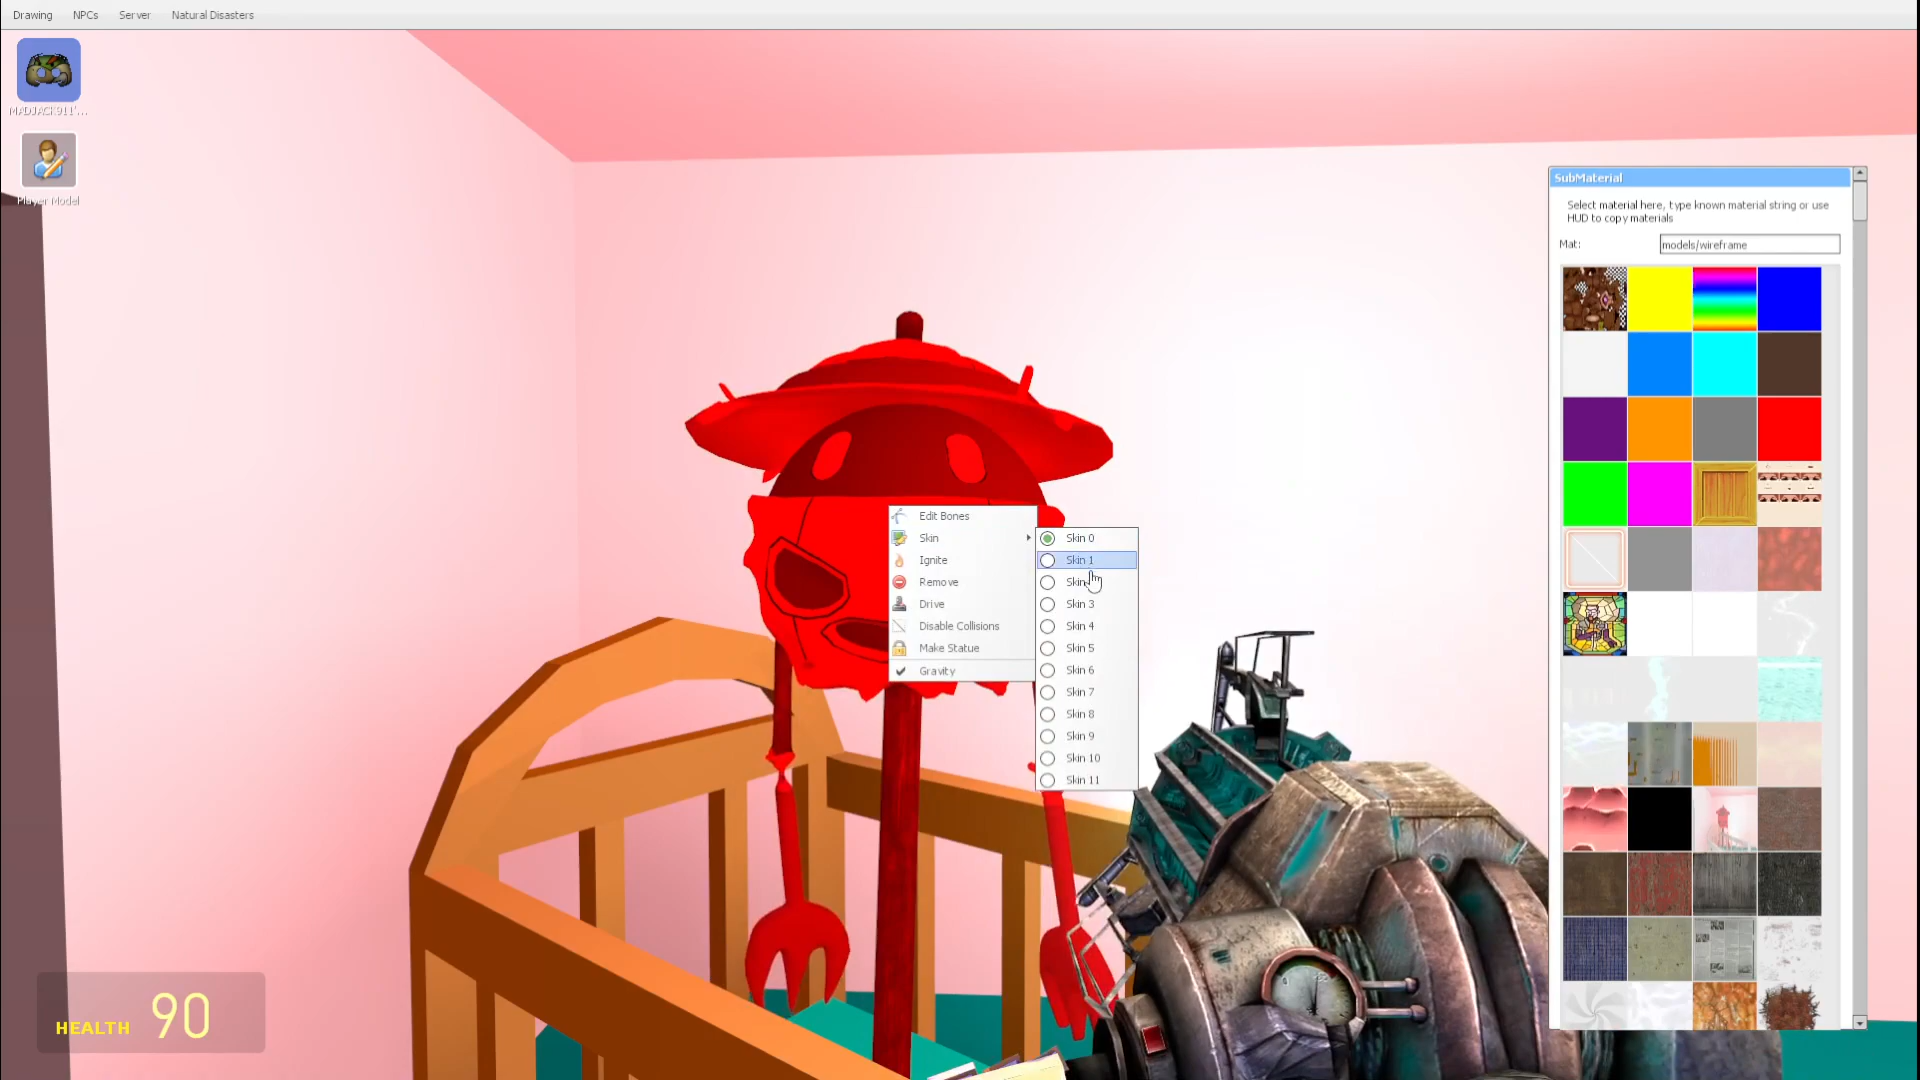 Drawing NPCs Server Natural Disasters
MADJACK911'...
Player Model
SubMaterial
Select material here, type known material string or use
HUD to copy materials
Mat: models/wireframe
Edit Bones
Skin
Ignite
Remove
Drive
Disable Collisions
Make Statue
Gravity
Skin 0
Skin 1
Skin
Skin 3
Skin 4
Skin 5
Skin 6
Skin 7
Skin 8
Skin 9
Skin 10
Skin 11
HEALTH 90